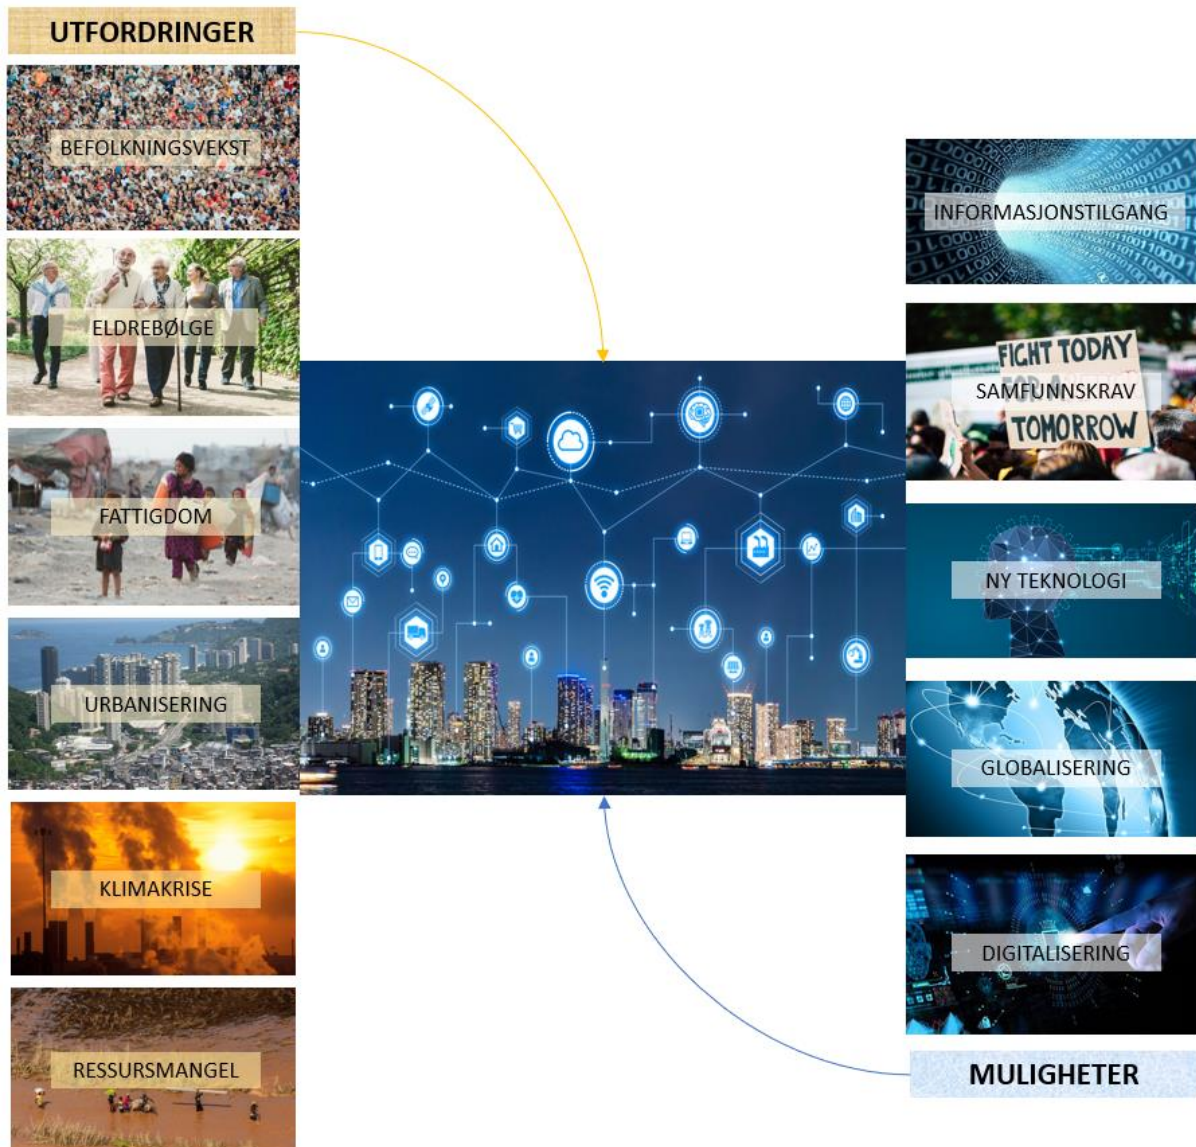 UTFORDRINGER
BEFOLKNINGSVEKST
ELDREBØLGE
FATTIGDOM
URBANISERING
KLIMAKRISE
RESSURSMANGEL
INFORMASJONSTILGANG
FIGHT TODAY
SAMFUNNSKRAV
TOMORROW
NY TEKNOLOGI
GLOBALISERING
DIGITALISERING
MULIGHETER